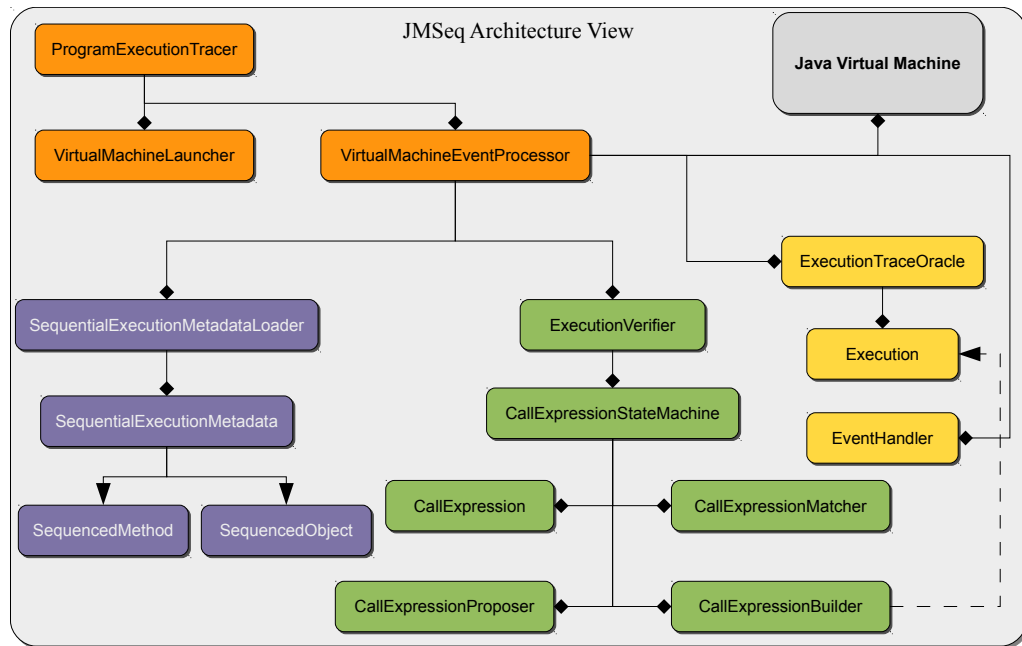 JMSeq Architecture View
ProgramExecutionTracer
Java Virtual Machine
VirtualMachineLauncher
VirtualMachineEventProcessor
ExecutionTraceOracle
SequentialExecutionMetadataLoader
ExecutionVerifier
Execution
SequentialExecutionMetadata
CallExpressionStateMachine
EventHandler
SequencedMethod
SequencedObject
CallExpression
CallExpressionMatcher
CallExpressionProposer
CallExpressionBuilder